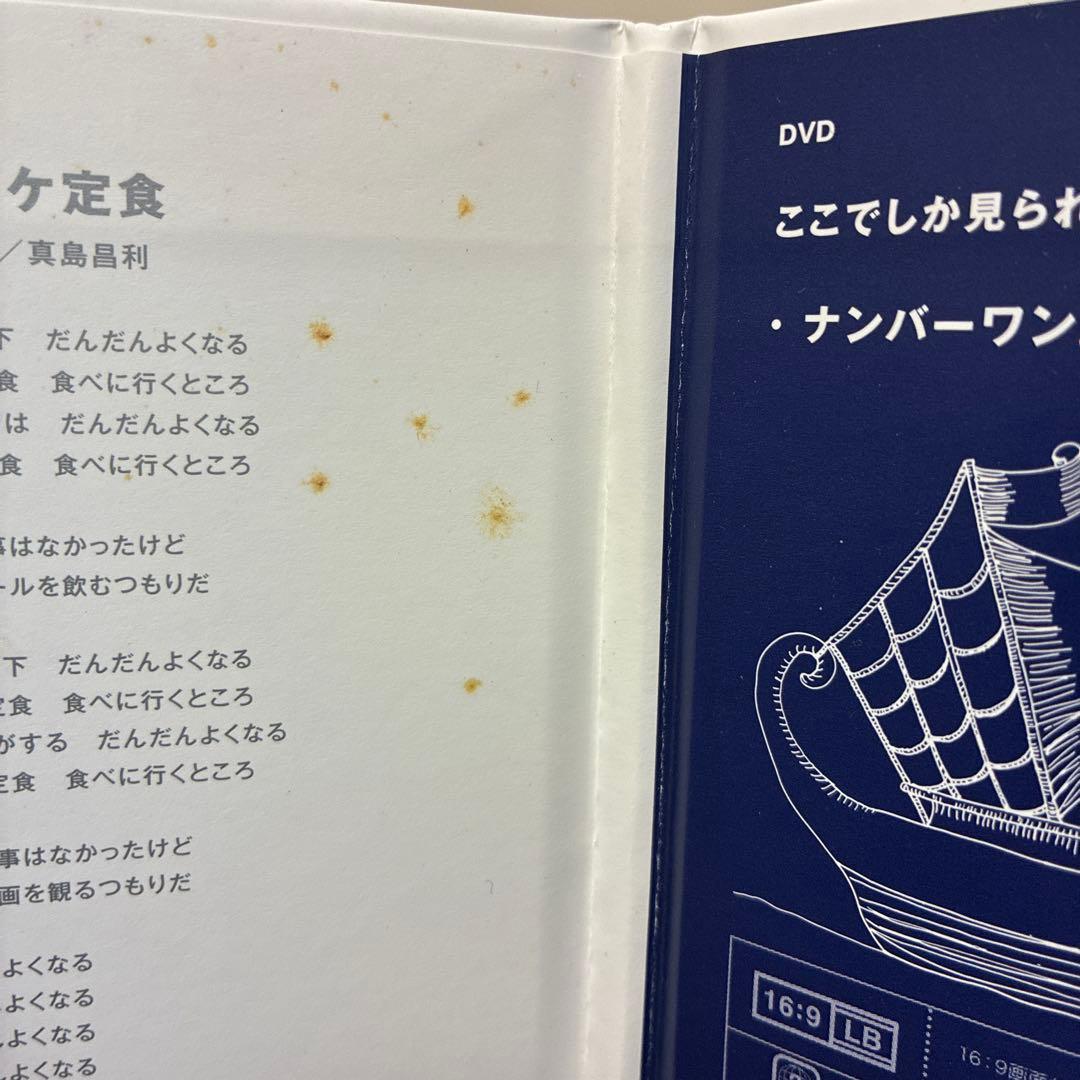 ケ定食
／真島昌利
下　だんだんよくなる
食　食べに行くところ
は　だんだんよくなる
食　食べに行くところ
事はなかったけど
ールを飲むつもりだ
下　だんだんよくなる
定食　食べに行くところ
がする　だんだんよくなる
定食　食べに行くところ
事はなかったけど
画を観るつもりだ
よくなる
よくなる
んよくなる
んよくなる
DVD
ここでしか見られ
・ナンバーワン
16:9 LB
16:9画面